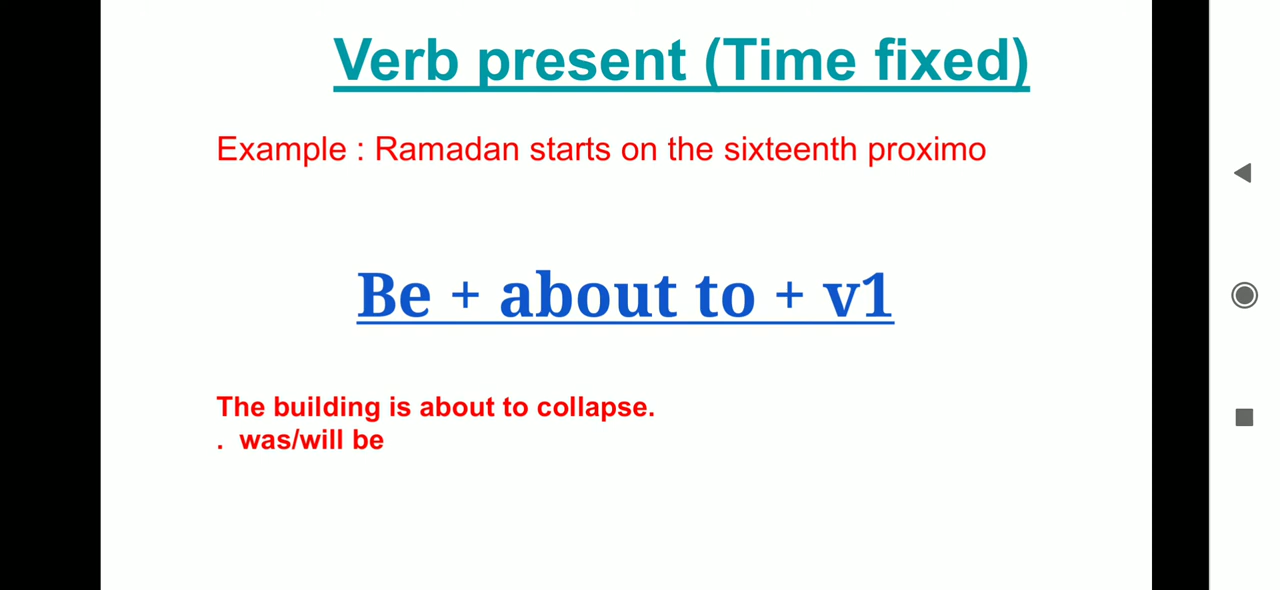 Verb present (Time fixed)
Example : Ramadan starts on the sixteenth proximo
Be + about to + v1
The building is about to collapse.
. was/will be